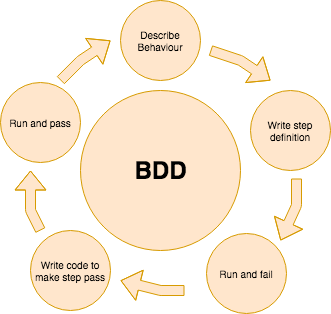 Describe
Behaviour
Write step
definition
Run and fail
Write code to
make step pass
Run and pass
BDD